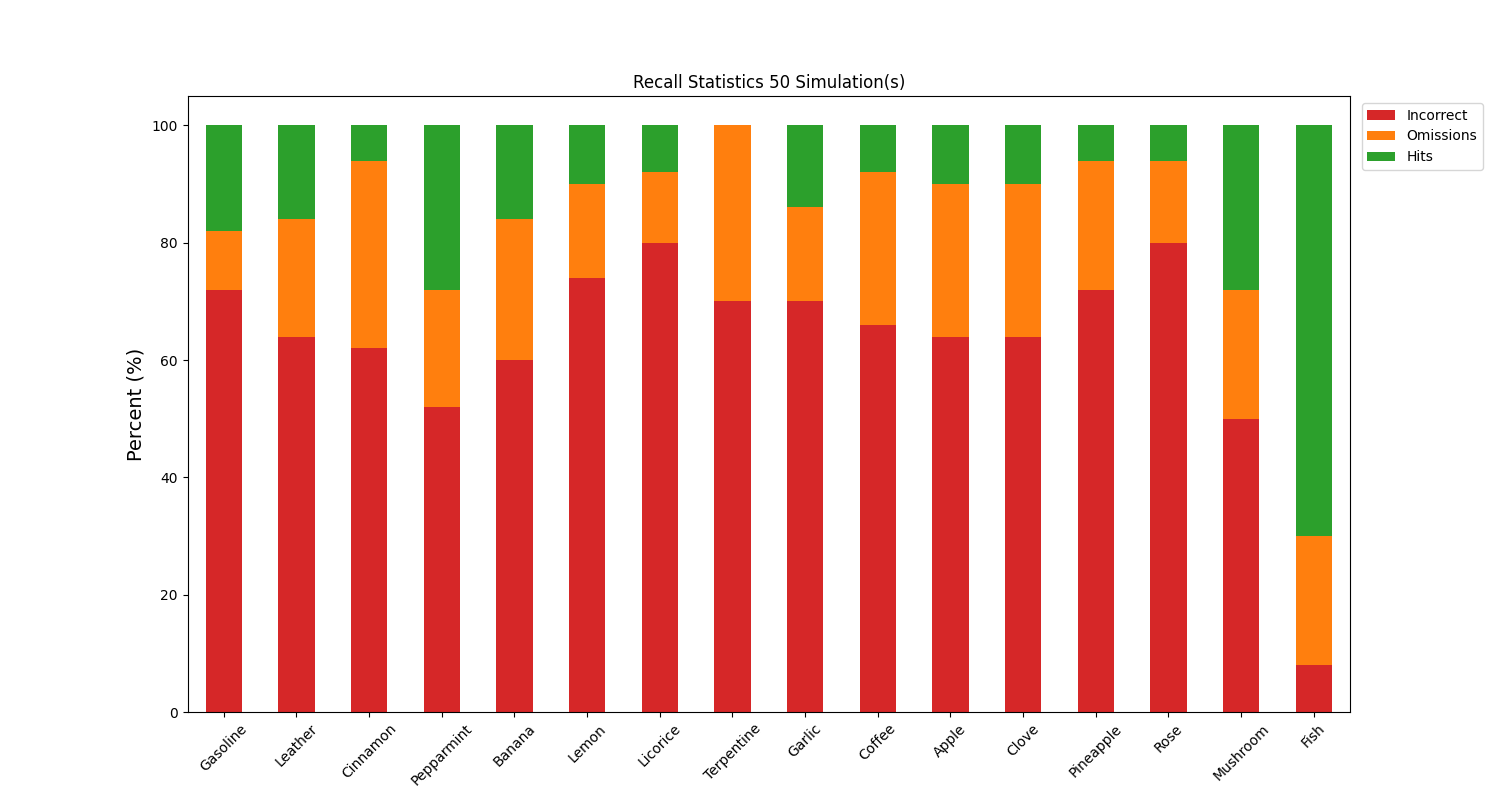 Recall Statistics 50 Simulation(s)
Incorrect
Omissions
Hits
Percent (%)
100
80
60
40
20
0
Gasoline
Leather
Cinnamon
Pepparmint
Banana
Lemon
Licorice
Terpentine
Garlic
Coffee
Apple
Clove
Pineapple
Rose
Mushroom
Fish